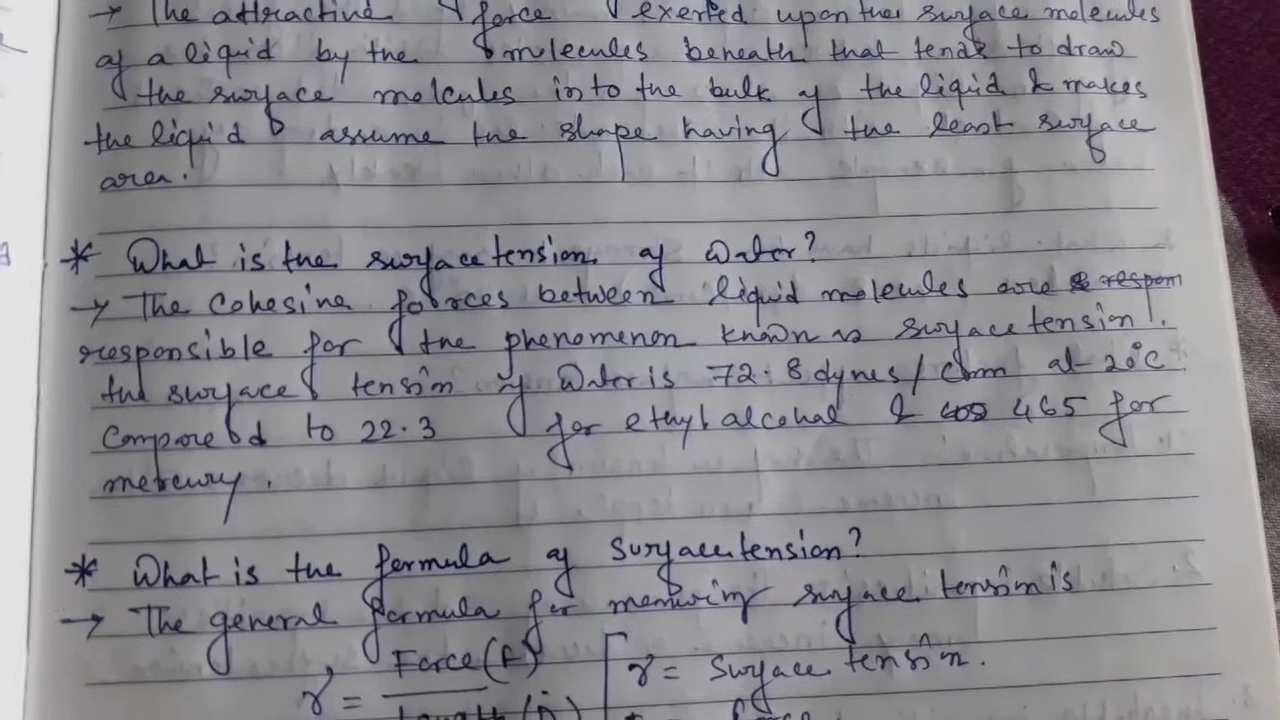 → The attractive force exerted upon the surface molecules
of a liquid by the molecules beneath that tends to draw
the surface molcules into the bulk of the liquid & makes
the liquid assume the shape having the least surface
area.
* What is the surface tension of Water?
→ The Cohesine forces between liquid molecules are respon
responsible for the phenomenon known as surface tension.
the surface tension of Water is 72.8 dynes/cm at 20°C.
Compared to 22.3 for ethyl alcohal & 465 for
mercury.
* What is the formula of surface tension?
→ The general formula for measuring surface tension is
γ = Force (F)
Length
γ = Surface tension.